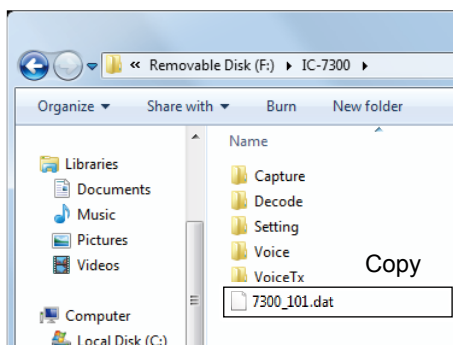 « Removable Disk (F:) ▸ IC-7300 ▸
Organize ▼ Share with ▼ Burn New folder
Name
Libraries
Documents
Music
Pictures
Videos
Computer
Local Disk (C:)
Capture
Decode
Setting
Voice
VoiceTx
Copy
7300_101.dat